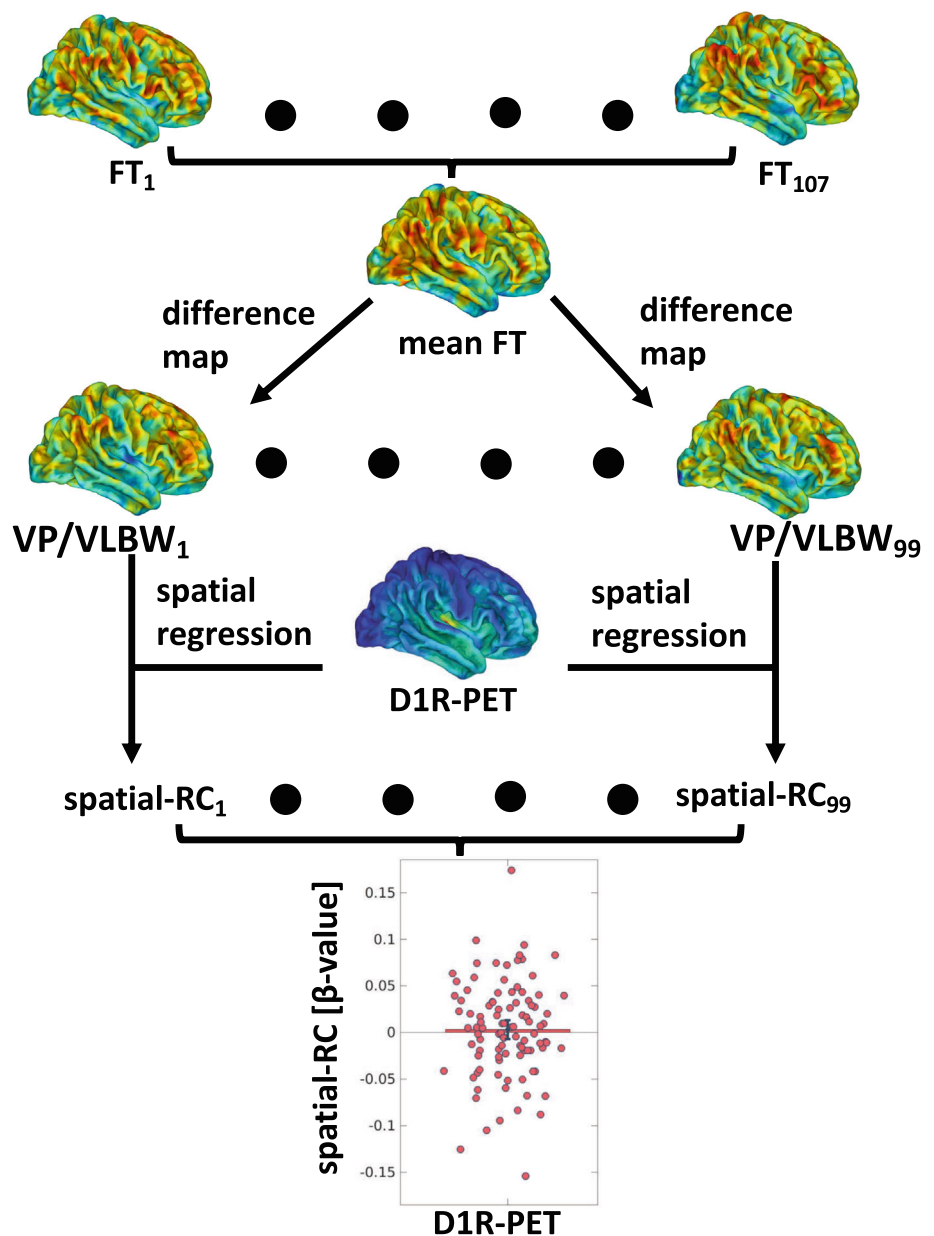 FT1
FT107
difference
map
mean FT
difference
map
VP/VLBW1
VP/VLBW99
spatial
regression
spatial
regression
D1R-PET
spatial-RC1
spatial-RC99
spatial-RC [β-value]
0.15
0.1
0.05
0
-0.05
-0.1
-0.15
D1R-PET